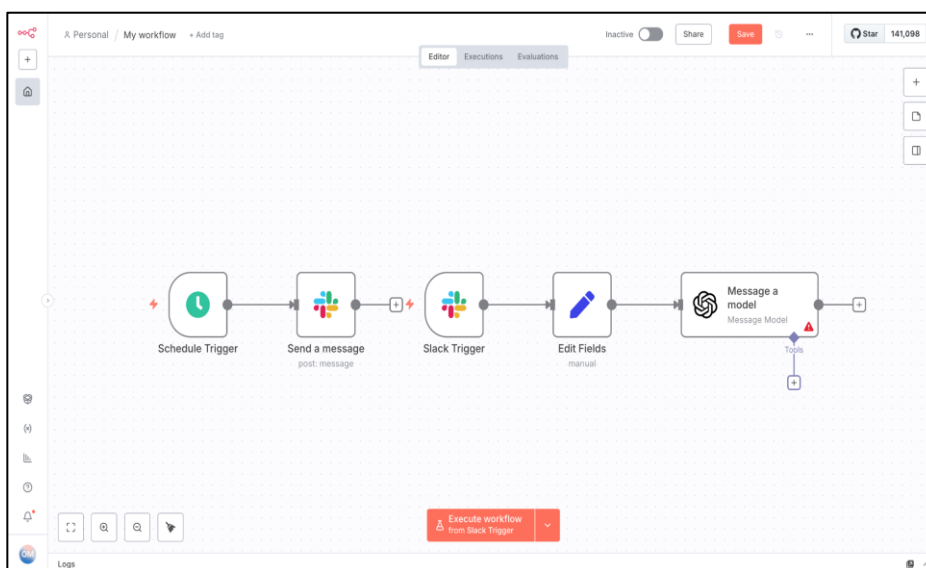 Personal / My workflow + Add tag
Inactive Share Save ... Star 141,098
Editor Executions Evaluations
Message a
model
Message Model
Schedule Trigger Send a message Slack Trigger Edit Fields Tools
post: message manual
Execute workflow
from Slack Trigger
OM
Logs